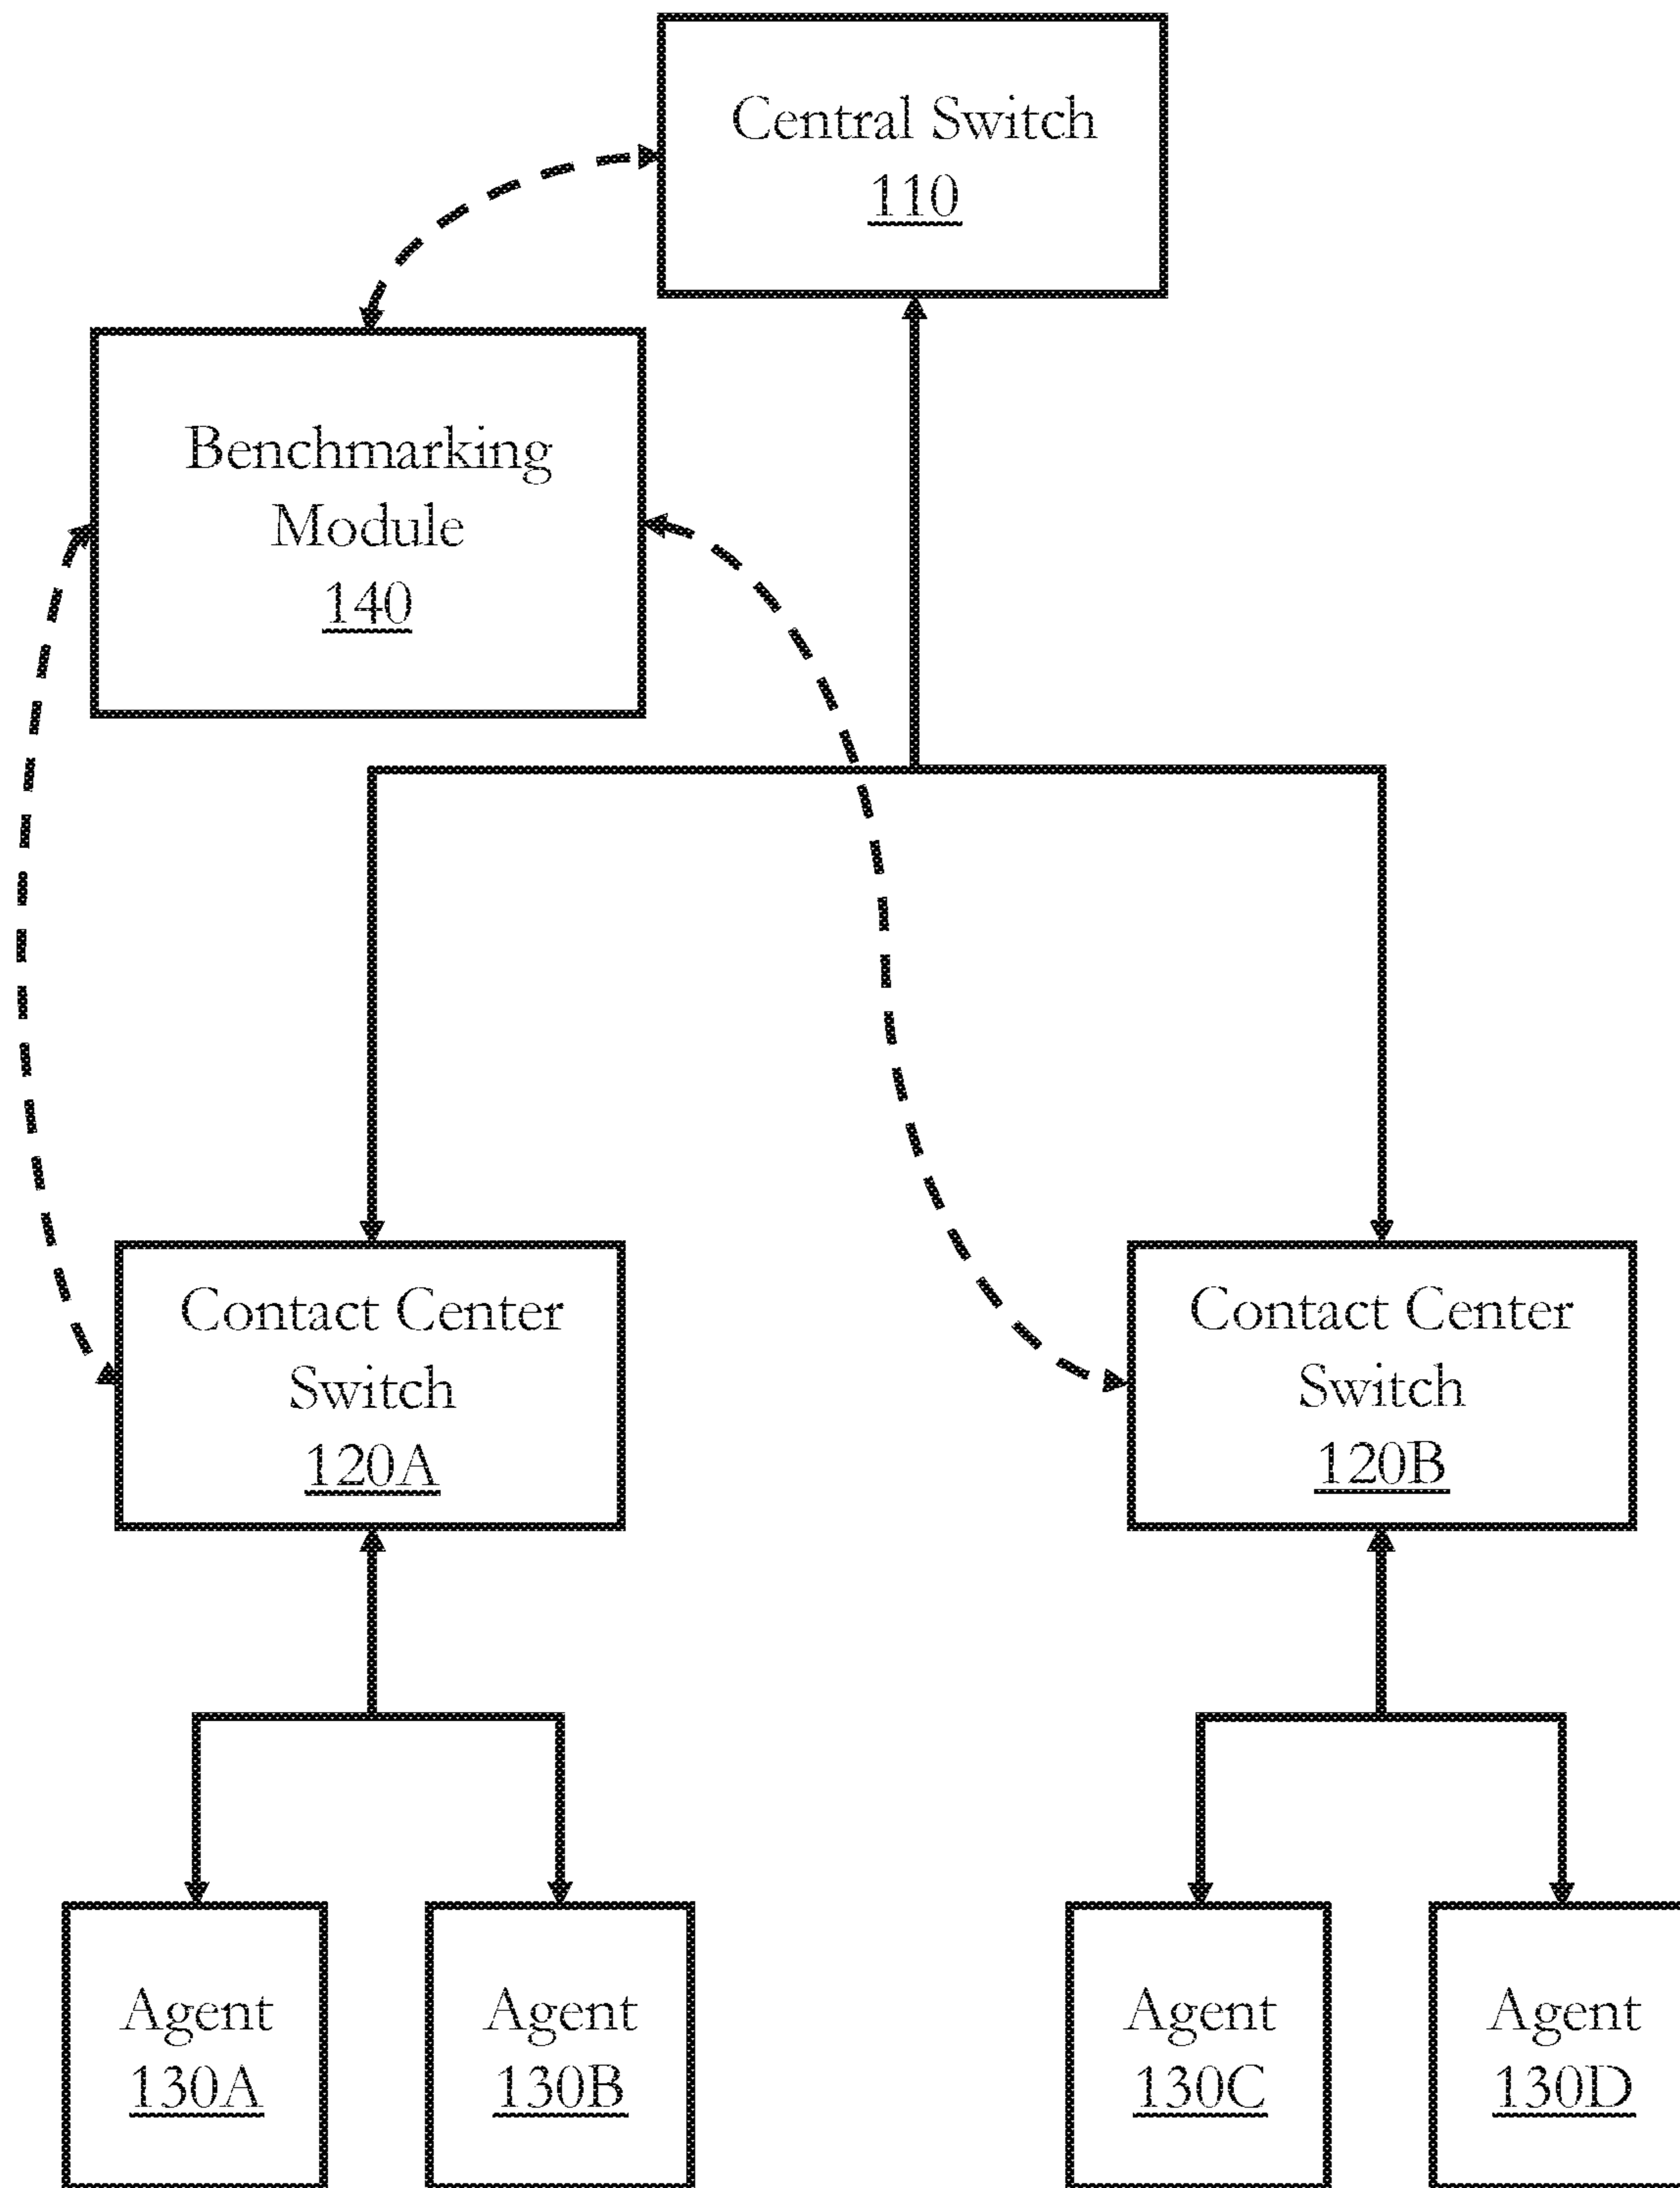 Central Switch
110
Benchmarking
Module
140
Contact Center
Switch
120A
Contact Center
Switch
120B
Agent
130A
Agent
130B
Agent
130C
Agent
130D